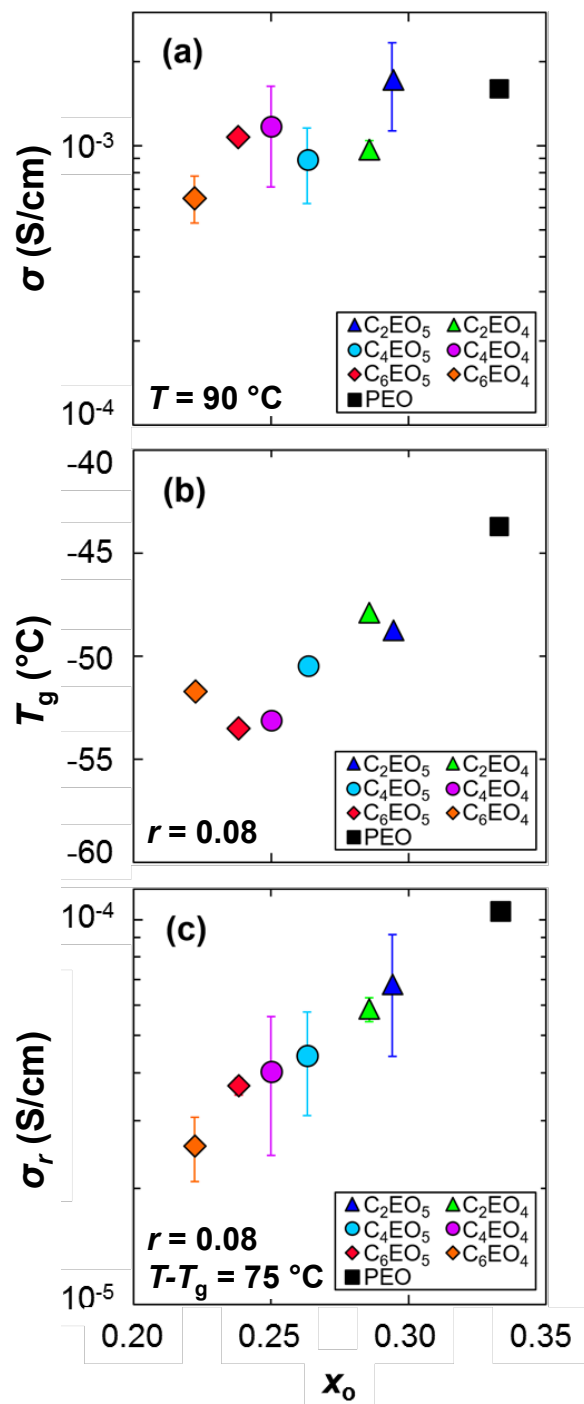 (a)
10⁻³
σ (S/cm)
C₂EO₅ C₂EO₄
C₄EO₅ C₄EO₄
C₆EO₅ C₆EO₄
PEO
T = 90 °C
10⁻⁴
-40
(b)
-45
-50
Tg (°C)
-55
C₂EO₅ C₂EO₄
C₄EO₅ C₄EO₄
C₆EO₅ C₆EO₄
PEO
r = 0.08
-60
10⁻⁴
(c)
σr (S/cm)
C₂EO₅ C₂EO₄
C₄EO₅ C₄EO₄
C₆EO₅ C₆EO₄
PEO
r = 0.08
T-Tg = 75 °C
10⁻⁵
0.20 0.25 0.30 0.35
xo